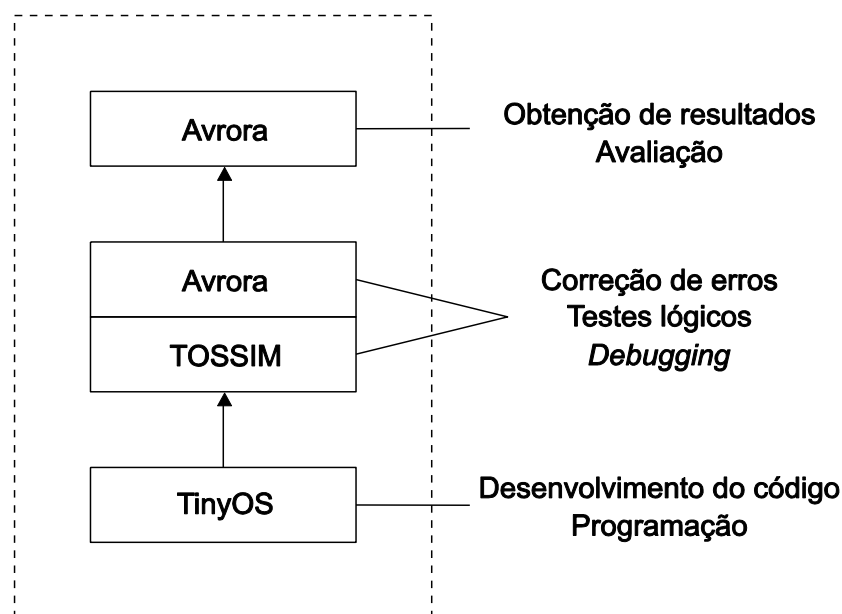 Avrora
Obtenção de resultados
Avaliação
Avrora
TOSSIM
Correção de erros
Testes lógicos
Debugging
TinyOS
Desenvolvimento do código
Programação